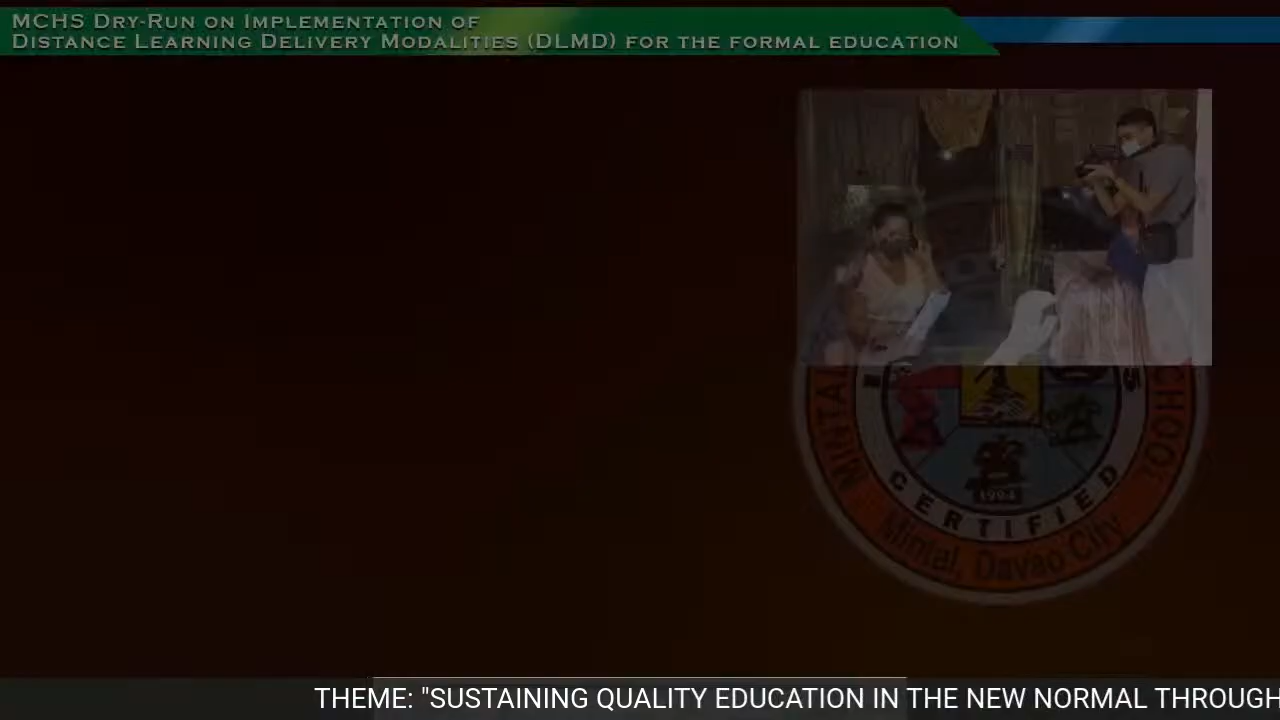 MCHS Dry-Run on Implementation of
Distance Learning Delivery Modalities (DLMD) for the formal education
CERTIFIED
1994
Mintal, Davao City
THEME: "SUSTAINING QUALITY EDUCATION IN THE NEW NORMAL THROUGH